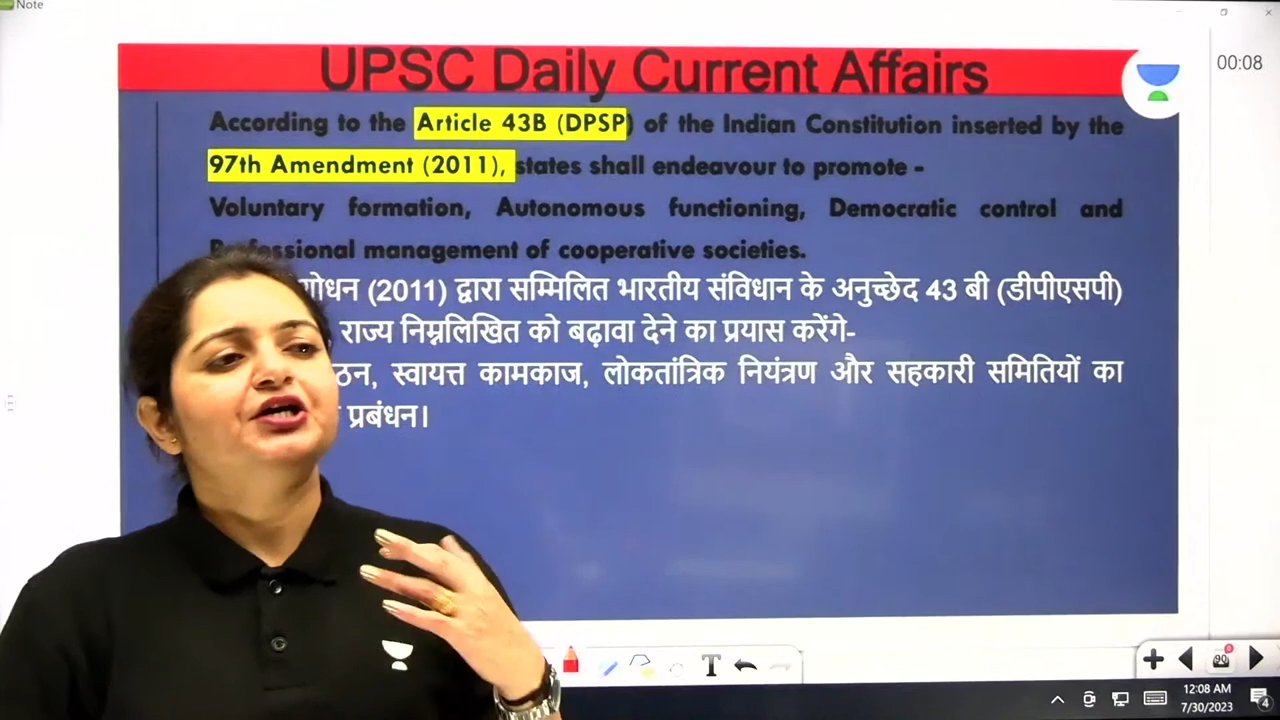 Note
UPSC Daily Current Affairs
00:08
According to the Article 43B (DPSP) of the Indian Constitution inserted by the
97th Amendment (2011), states shall endeavour to promote -
Voluntary formation, Autonomous functioning, Democratic control and
Professional management of cooperative societies.
(2011) द्वारा सम्मिलित भारतीय संविधान के अनुच्छेद 43 बी (डीपीएसपी)
राज्य निम्नलिखित को बढ़ावा देने का प्रयास करेंगे-
स्वायत्त कामकाज, लोकतांत्रिक नियंत्रण और सहकारी समितियों का
प्रबंधन।
T
90
12:08 AM
7/30/2023
4